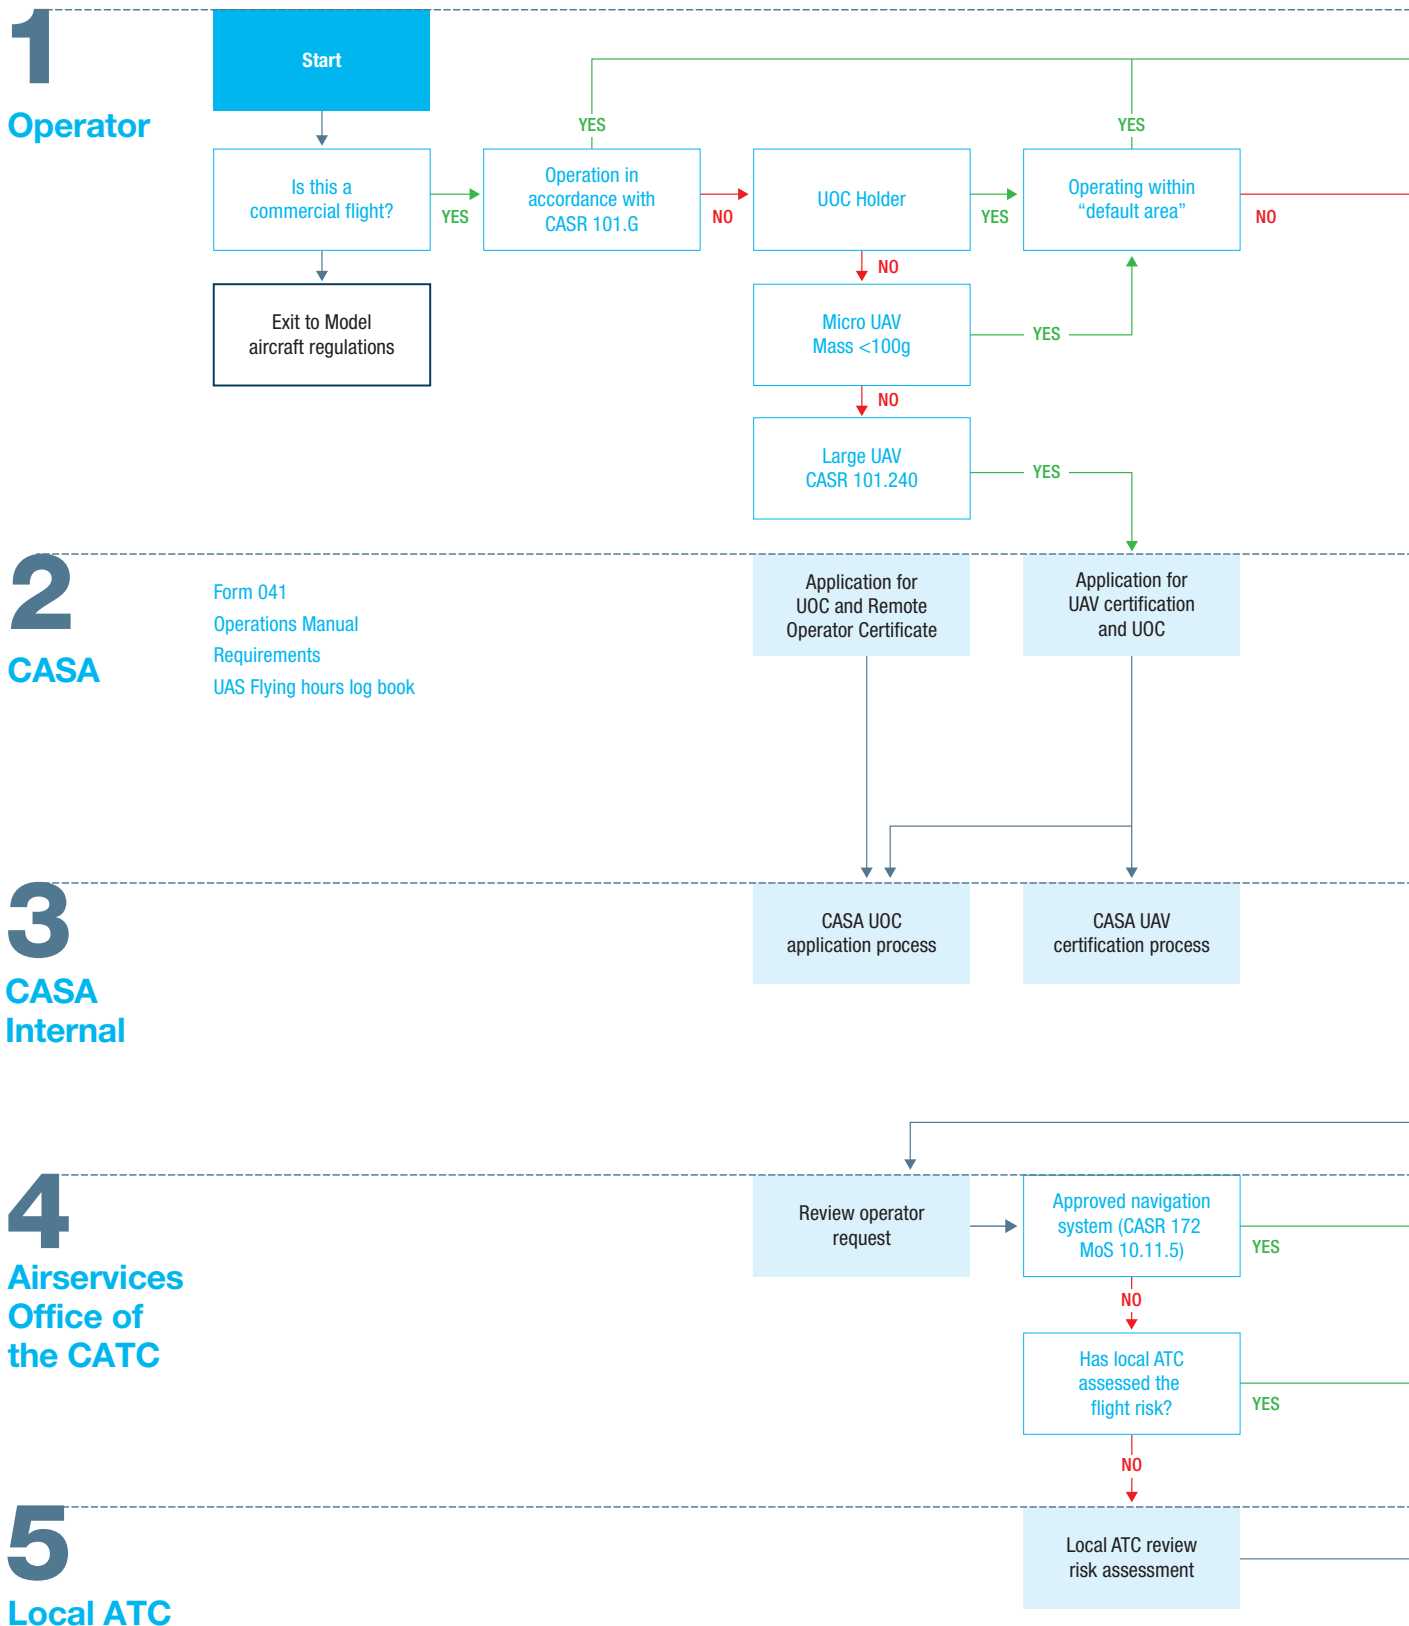 1
Operator
Start
YES
YES
Is this a
commercial flight?
YES
Operation in
accordance with
CASR 101.G
NO
UOC Holder
YES
Operating within
“default area”
NO
NO
Exit to Model
aircraft regulations
Micro UAV
Mass <100g
YES
NO
Large UAV
CASR 101.240
YES
2
CASA
Form 041
Operations Manual
Requirements
UAS Flying hours log book
Application for
UOC and Remote
Operator Certificate
Application for
UAV certification
and UOC
3
CASA
Internal
CASA UOC
application process
CASA UAV
certification process
4
Airservices
Office of
the CATC
Review operator
request
Approved navigation
system (CASR 172
MoS 10.11.5)
YES
NO
Has local ATC
assessed the
flight risk?
YES
NO
5
Local ATC
Local ATC review
risk assessment